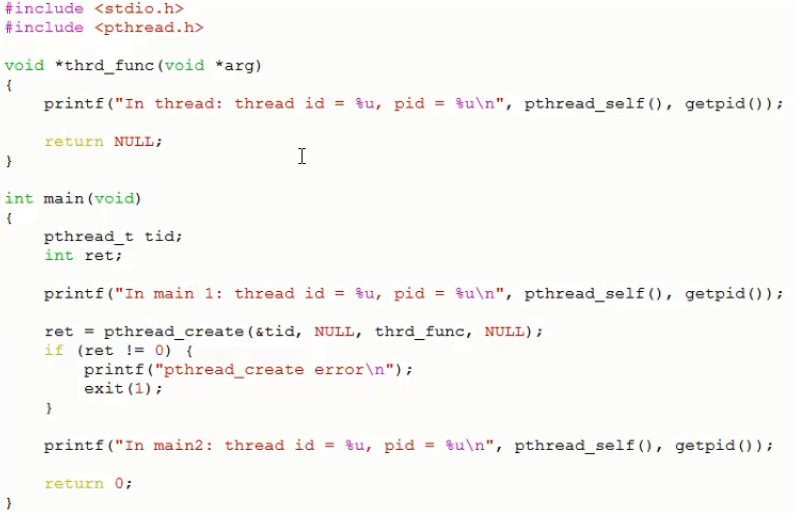 #include <stdio.h>
#include <pthread.h>
void *thrd_func(void *arg)
{
    printf("In thread: thread id = %u, pid = %u\n", pthread_self(), getpid());
    return NULL;
}
int main(void)
{
    pthread_t tid;
    int ret;
    printf("In main 1: thread id = %u, pid = %u\n", pthread_self(), getpid());
    ret = pthread_create(&tid, NULL, thrd_func, NULL);
    if (ret != 0) {
        printf("pthread_create error\n");
        exit(1);
    }
    printf("In main2: thread id = %u, pid = %u\n", pthread_self(), getpid());
    return 0;
}